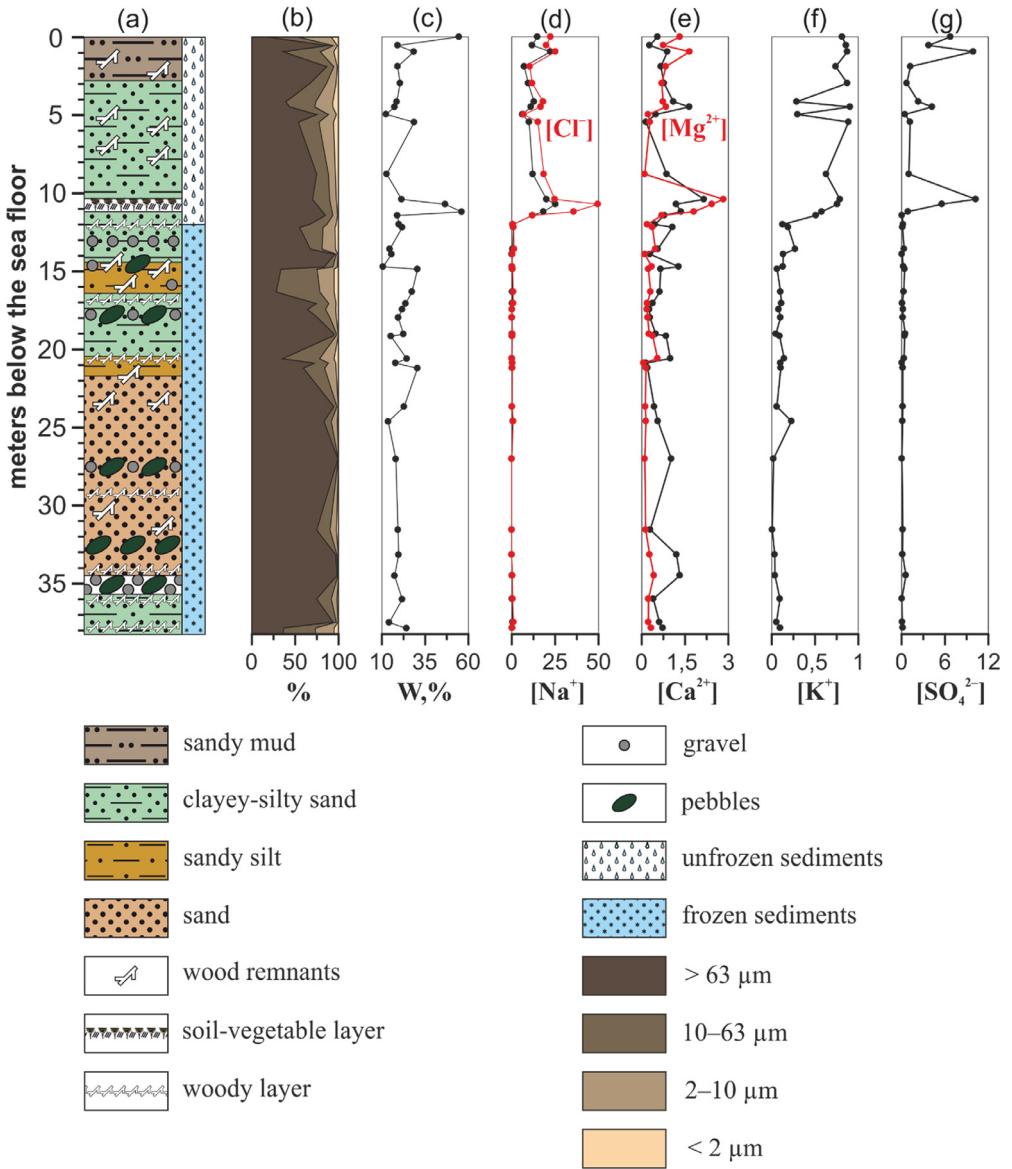 (a) (b) (c) (d) (e) (f) (g)
meters below the sea floor
0
5
10
15
20
25
30
35
[Cl⁻] [Mg²⁺]
0 50 100 10 35 60 0 25 50 0 1,5 3 0 0,5 1 0 6 12
% W,% [Na⁺] [Ca²⁺] [K⁺] [SO₄²⁻]
sandy mud
clayey-silty sand
sandy silt
sand
wood remnants
soil-vegetable layer
woody layer
gravel
pebbles
unfrozen sediments
frozen sediments
> 63 µm
10–63 µm
2–10 µm
< 2 µm